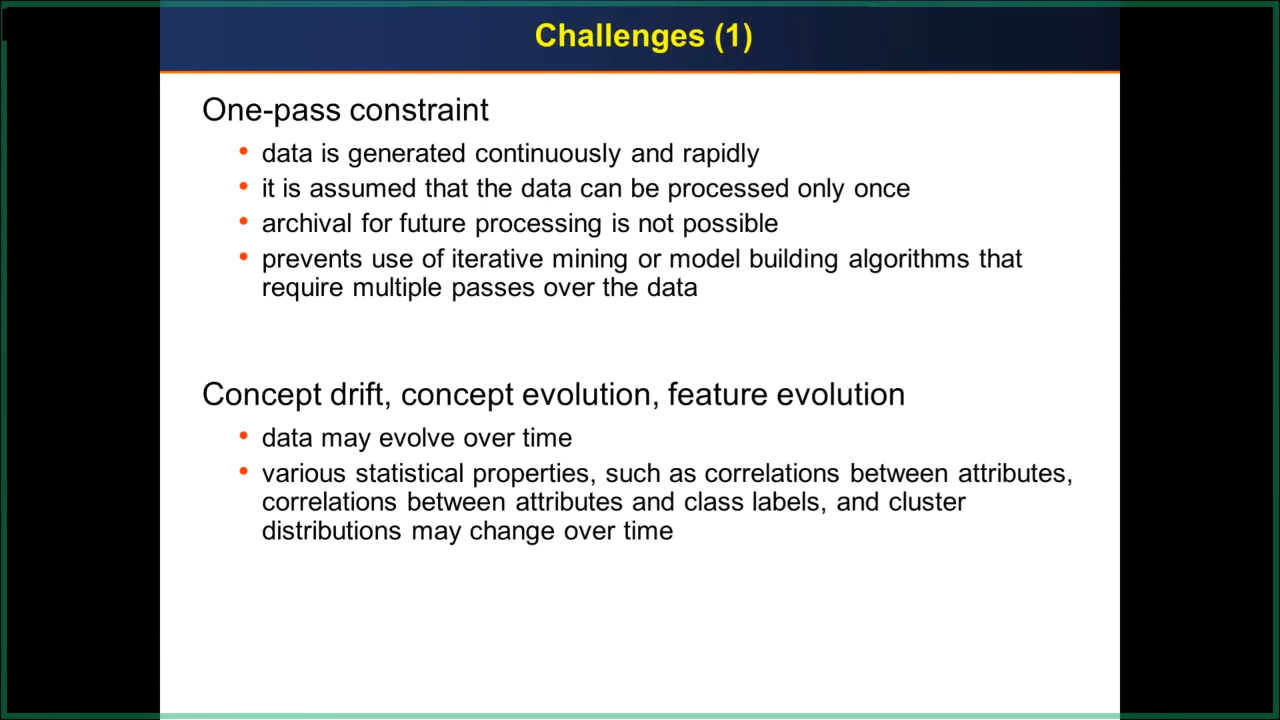 Challenges (1)
One-pass constraint
• data is generated continuously and rapidly
• it is assumed that the data can be processed only once
• archival for future processing is not possible
• prevents use of iterative mining or model building algorithms that
require multiple passes over the data
Concept drift, concept evolution, feature evolution
• data may evolve over time
• various statistical properties, such as correlations between attributes,
correlations between attributes and class labels, and cluster
distributions may change over time